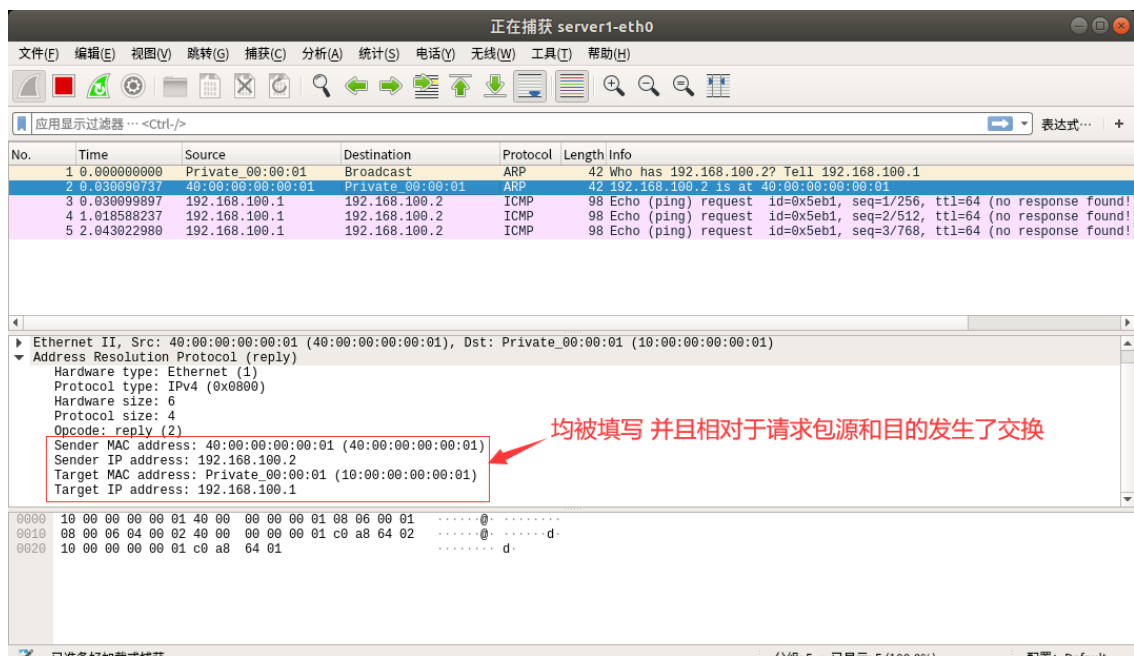 正在捕获 server1-eth0
文件(F) 编辑(E) 视图(V) 跳转(G) 捕获(C) 分析(A) 统计(S) 电话(Y) 无线(W) 工具(T) 帮助(H)
应用显示过滤器 … <Ctrl-/> 表达式… +
No. Time Source Destination Protocol Length Info
1 0.000000000 Private_00:00:01 Broadcast ARP 42 Who has 192.168.100.2? Tell 192.168.100.1
2 0.030090737 40:00:00:00:00:01 Private_00:00:01 ARP 42 192.168.100.2 is at 40:00:00:00:00:01
3 0.030099897 192.168.100.1 192.168.100.2 ICMP 98 Echo (ping) request id=0x5eb1, seq=1/256, ttl=64 (no response found!
4 1.018588237 192.168.100.1 192.168.100.2 ICMP 98 Echo (ping) request id=0x5eb1, seq=2/512, ttl=64 (no response found!
5 2.043022980 192.168.100.1 192.168.100.2 ICMP 98 Echo (ping) request id=0x5eb1, seq=3/768, ttl=64 (no response found!
Ethernet II, Src: 40:00:00:00:00:01 (40:00:00:00:00:01), Dst: Private_00:00:01 (10:00:00:00:00:01)
Address Resolution Protocol (reply)
Hardware type: Ethernet (1)
Protocol type: IPv4 (0x0800)
Hardware size: 6
Protocol size: 4
Opcode: reply (2)
Sender MAC address: 40:00:00:00:00:01 (40:00:00:00:00:01)
Sender IP address: 192.168.100.2
Target MAC address: Private_00:00:01 (10:00:00:00:00:01)
Target IP address: 192.168.100.1
均被填写 并且相对于请求包源和目的发生了交换
0000 10 00 00 00 00 01 40 00 00 00 00 01 08 06 00 01 ······@· ········
0010 08 00 06 04 00 02 40 00 00 00 00 01 c0 a8 64 02 ······@· ······d·
0020 10 00 00 00 00 01 c0 a8 64 01 ········ d·